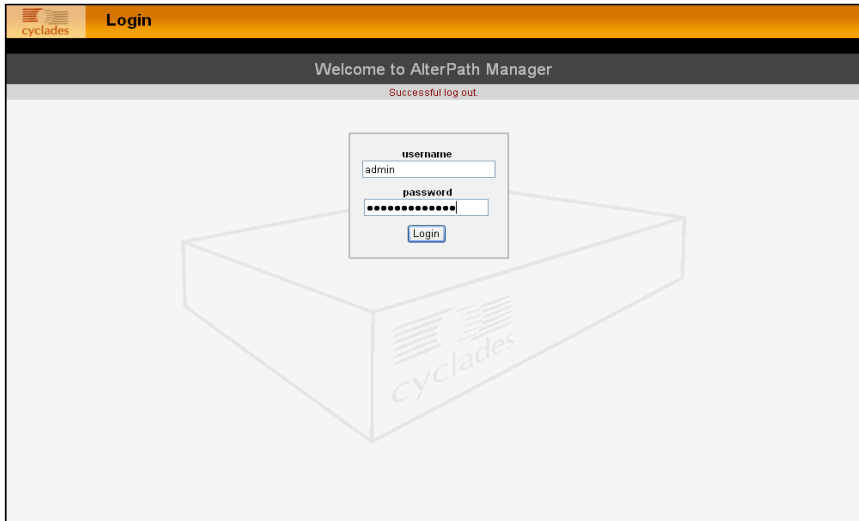 cyclades
Login
Welcome to AlterPath Manager
Successful log out.
username
admin
password
•••••••••••••
Login
cyclades